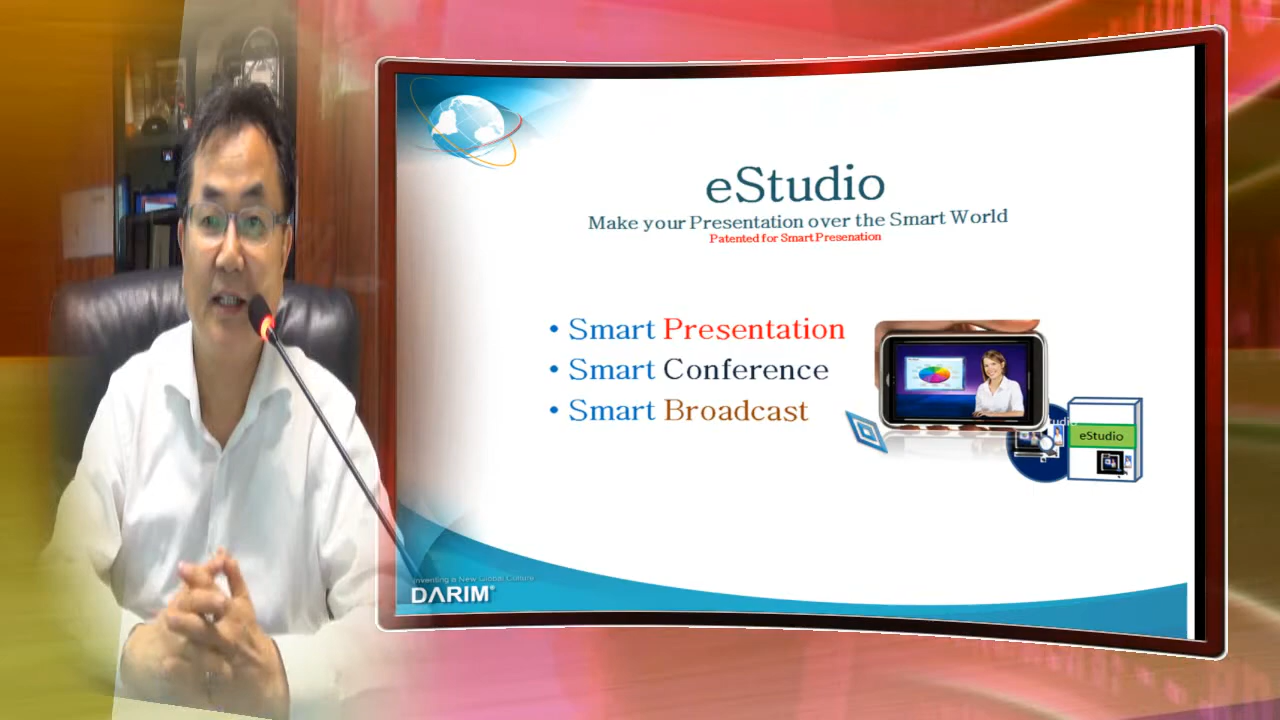 eStudio
Make your Presentation over the Smart World
Patented for Smart Presenation
• Smart Presentation
• Smart Conference
• Smart Broadcast
eStudio
Inventing a New Global Culture
DARIM®